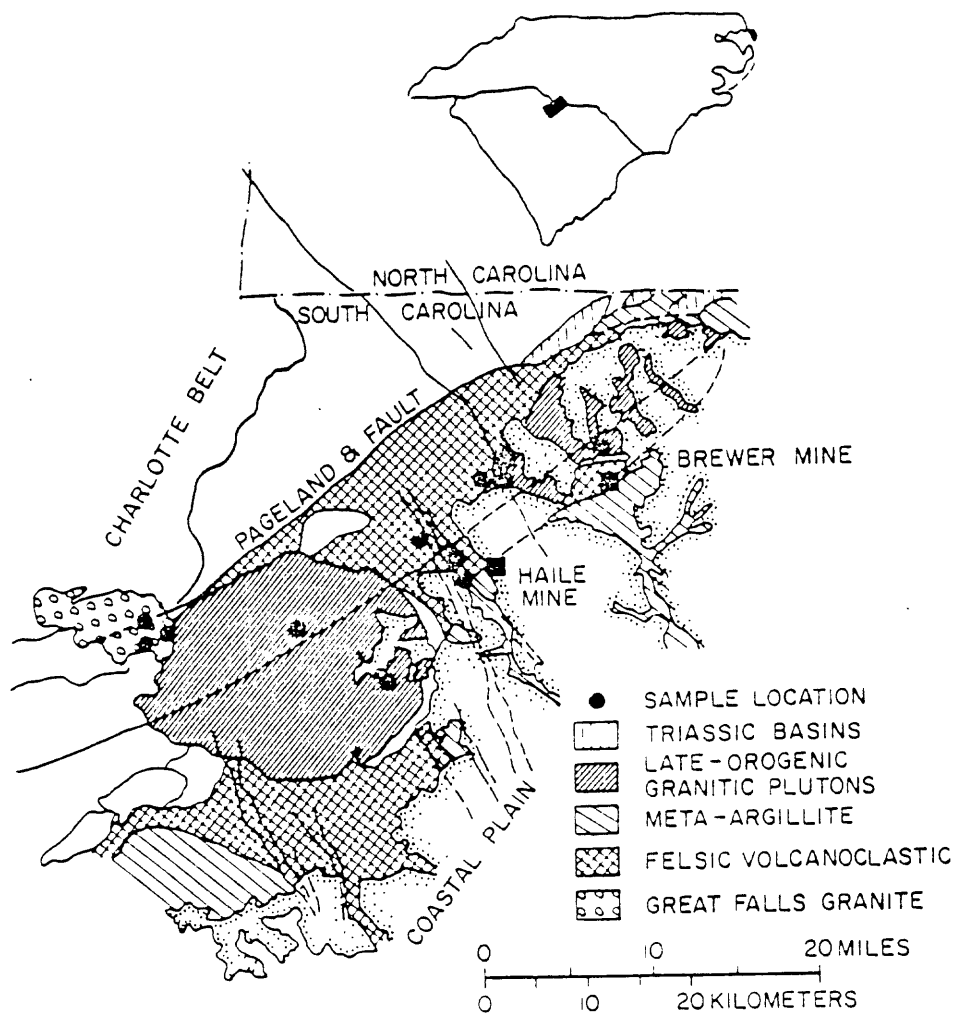 NORTH CAROLINA
SOUTH CAROLINA
CHARLOTTE BELT
PAGELAND & FAULT
BREWER MINE
HAILE
MINE
COASTAL PLAIN
SAMPLE LOCATION
TRIASSIC BASINS
LATE-OROGENIC
GRANITIC PLUTONS
META-ARGILLITE
FELSIC VOLCANOCLASTIC
GREAT FALLS GRANITE
0 10 20 MILES
0 10 20 KILOMETERS